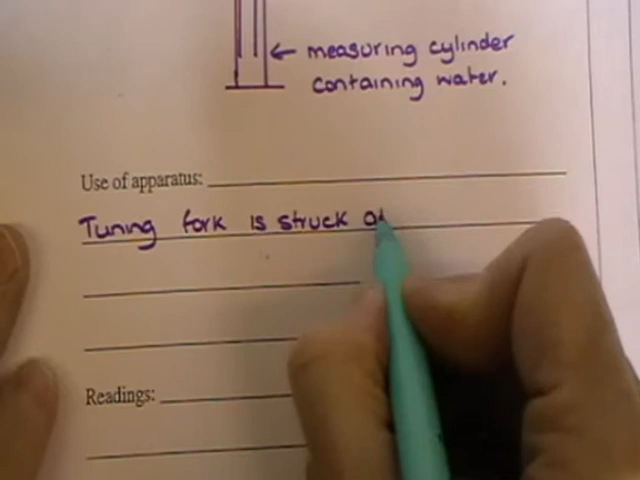 measuring cylinder
containing water.
Use of apparatus:
Tuning fork is struck
Readings: